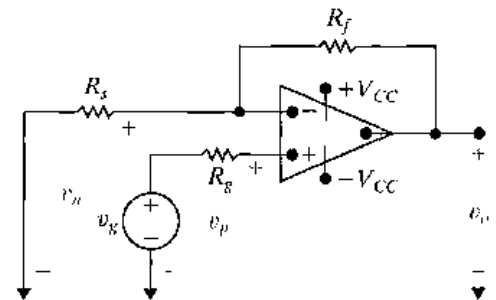 R_f
R_s
+V_CC
+
−
R_g
+
+
−V_CC
+
v_n
v_g
+
−
v_p
v_o
−
−
−